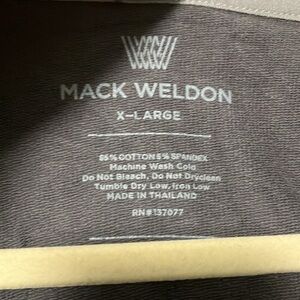 MACK WELDON
X-LARGE
95% COTTON 5% SPANDEX
Machine Wash Cold
Do Not Bleach, Do Not Dryclean
Tumble Dry Low, Iron Low
MADE IN THAILAND
RN# 137077